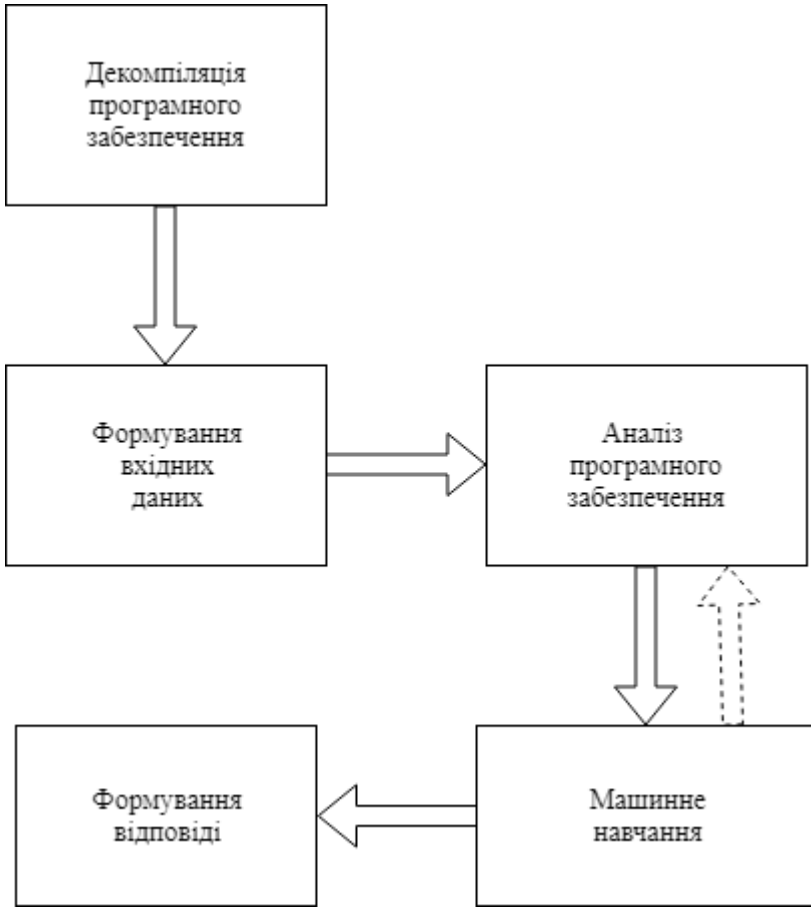 Декомпіляція
програмного
забезпечення
Формування
вхідних
даних
Аналіз
програмного
забезпечення
Машинне
навчання
Формування
відповіді